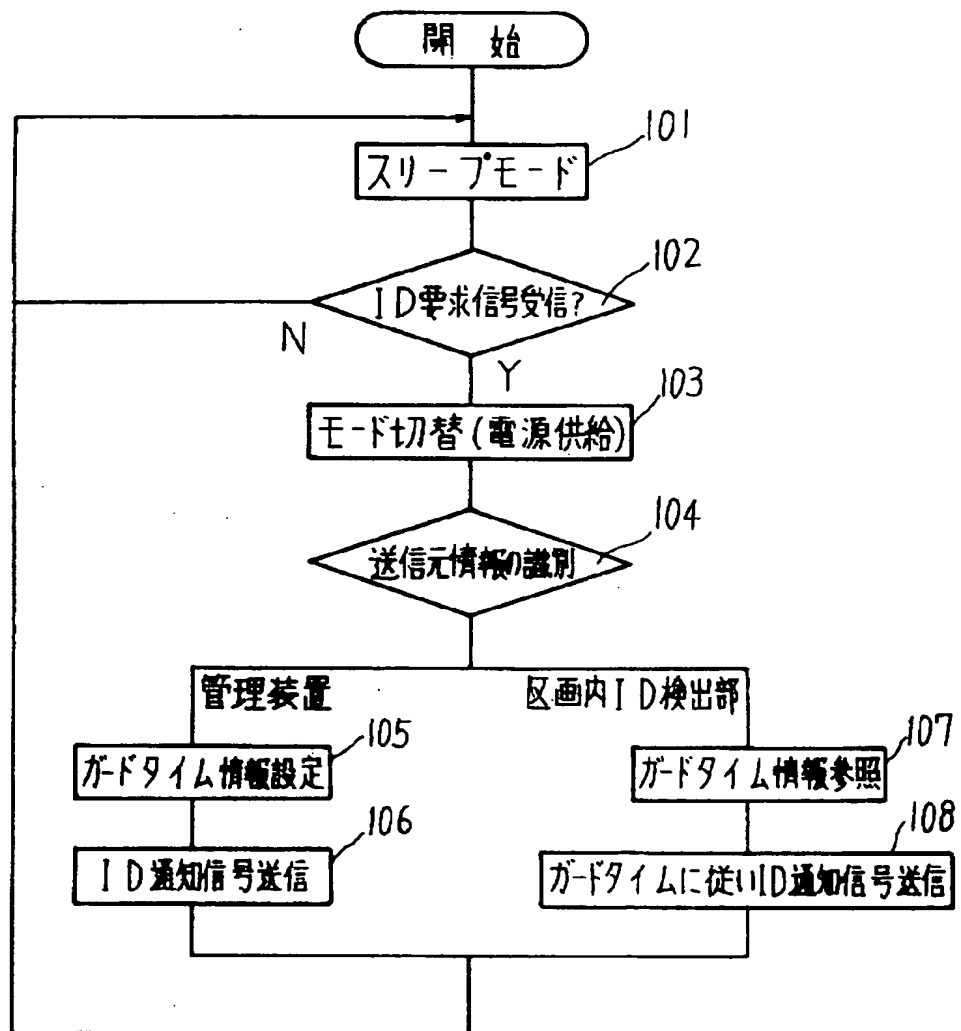 開 始
101
スリープモード
102
ID要求信号受信?
N
Y
103
モード切替(電源供給)
104
送信元情報の識別
管理装置
区画内ID検出部
105
ガードタイム情報設定
107
ガードタイム情報参照
106
ID通知信号送信
108
ガードタイムに従いID通知信号送信